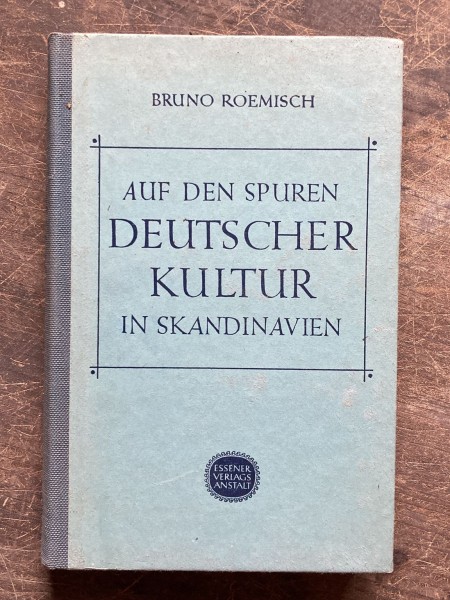 BRUNO ROEMISCH
AUF DEN SPUREN
DEUTSCHER
KULTUR
IN SKANDINAVIEN
ESSENER
VERLAGS
ANSTALT